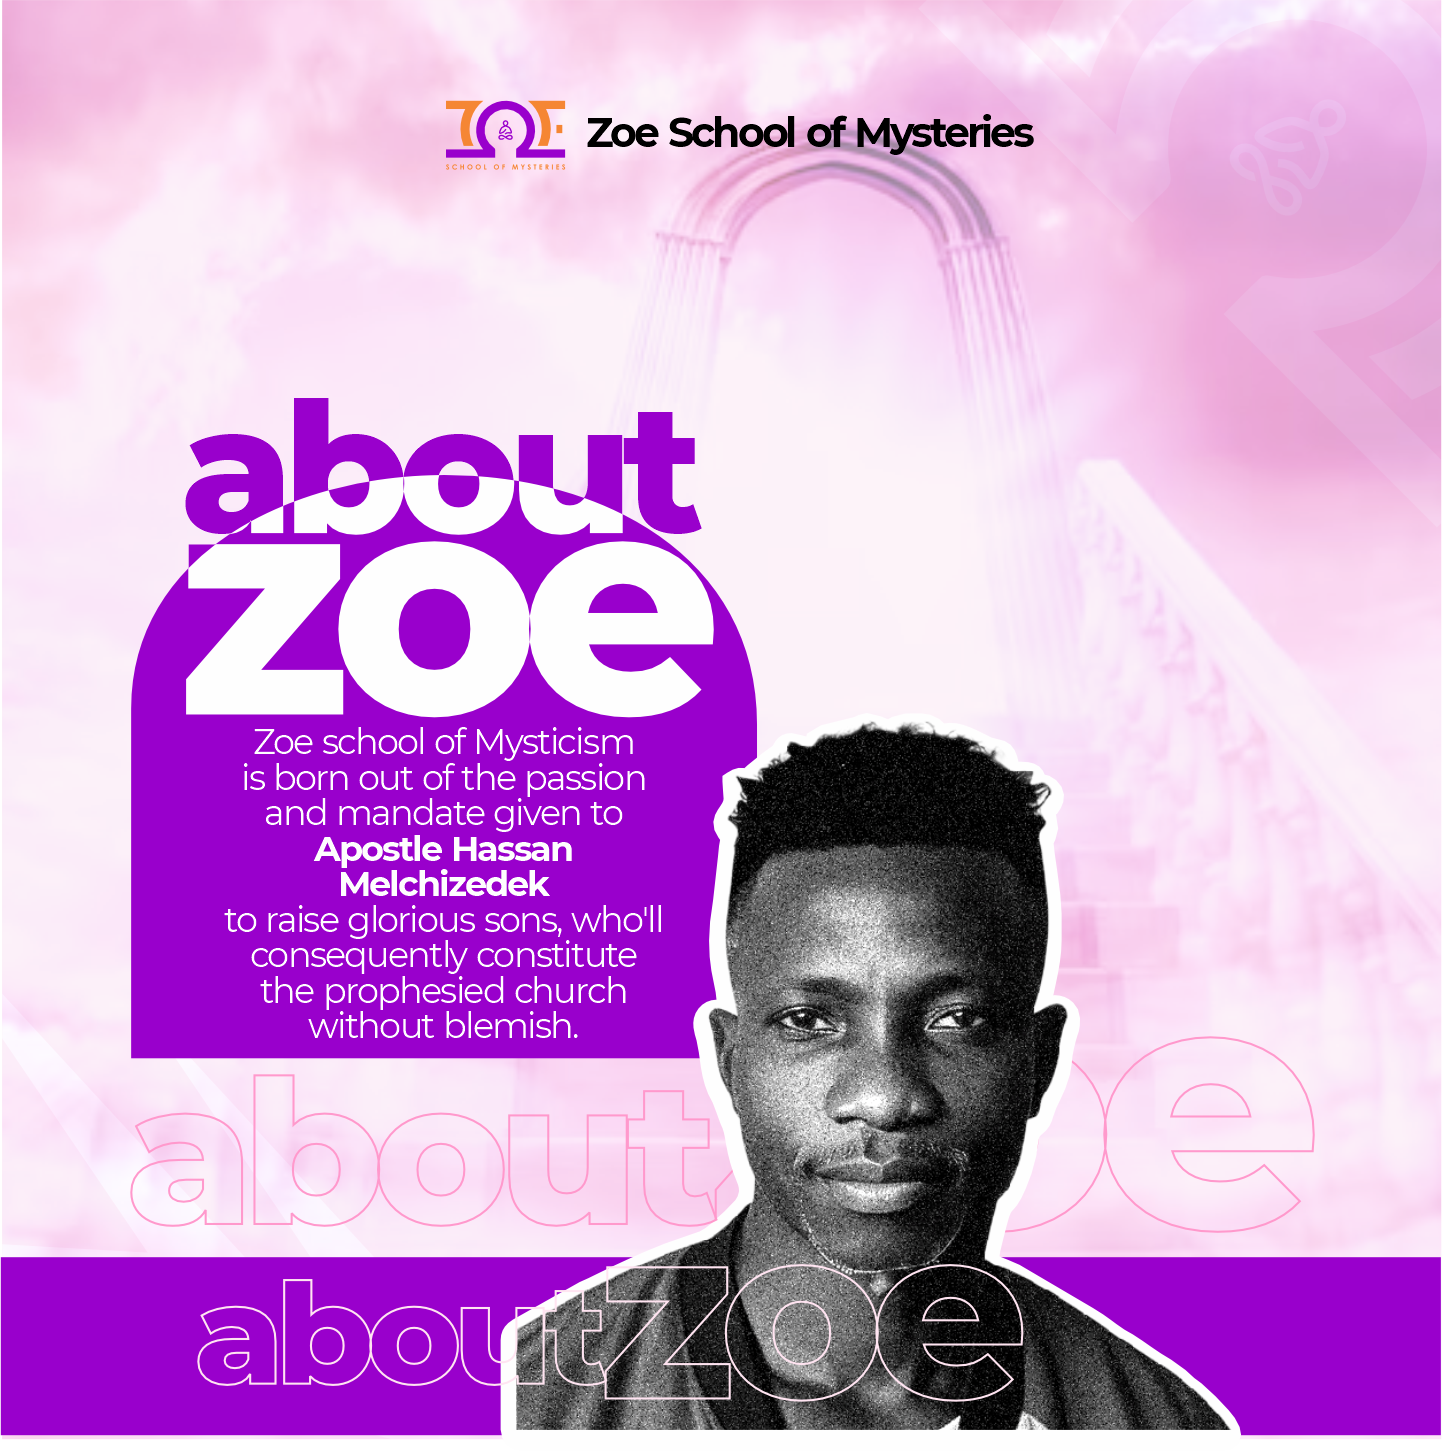 ZOE
SCHOOL OF MYSTERIES
Zoe School of Mysteries
about
zoe
Zoe school of Mysticism
is born out of the passion
and mandate given to
Apostle Hassan
Melchizedek
to raise glorious sons, who'll
consequently constitute
the prophesied church
without blemish.
about oe
aboutzoe